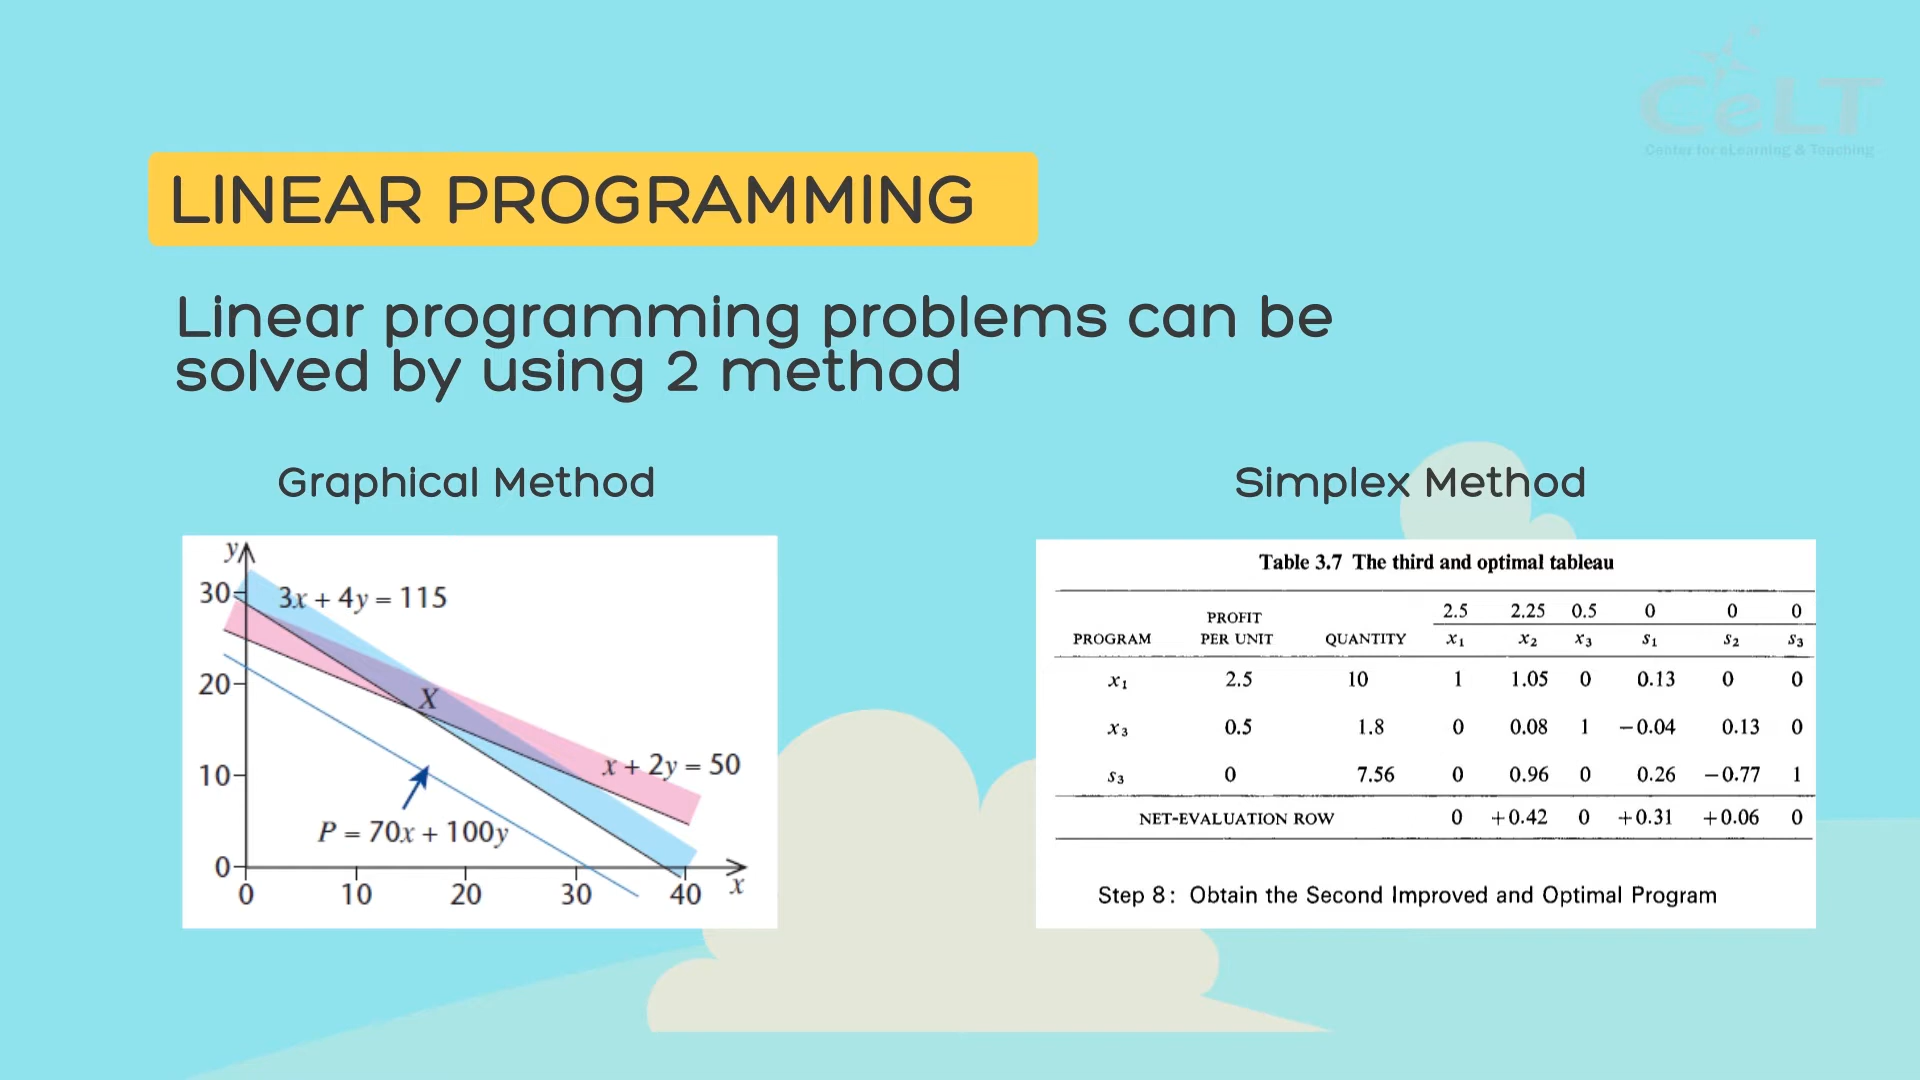 CeLT
Center for eLearning & Teaching
LINEAR PROGRAMMING
Linear programming problems can be
solved by using 2 method
Graphical Method
y
30
3x + 4y = 115
20
X
x + 2y = 50
10
P = 70x + 100y
0
0 10 20 30 40 x
Simplex Method
Table 3.7 The third and optimal tableau
2.5 2.25 0.5 0 0 0
PROFIT
PROGRAM PER UNIT QUANTITY x₁ x₂ x₃ s₁ s₂ s₃
x₁ 2.5 10 1 1.05 0 0.13 0 0
x₃ 0.5 1.8 0 0.08 1 −0.04 0.13 0
s₃ 0 7.56 0 0.96 0 0.26 −0.77 1
NET-EVALUATION ROW 0 +0.42 0 +0.31 +0.06 0
Step 8: Obtain the Second Improved and Optimal Program